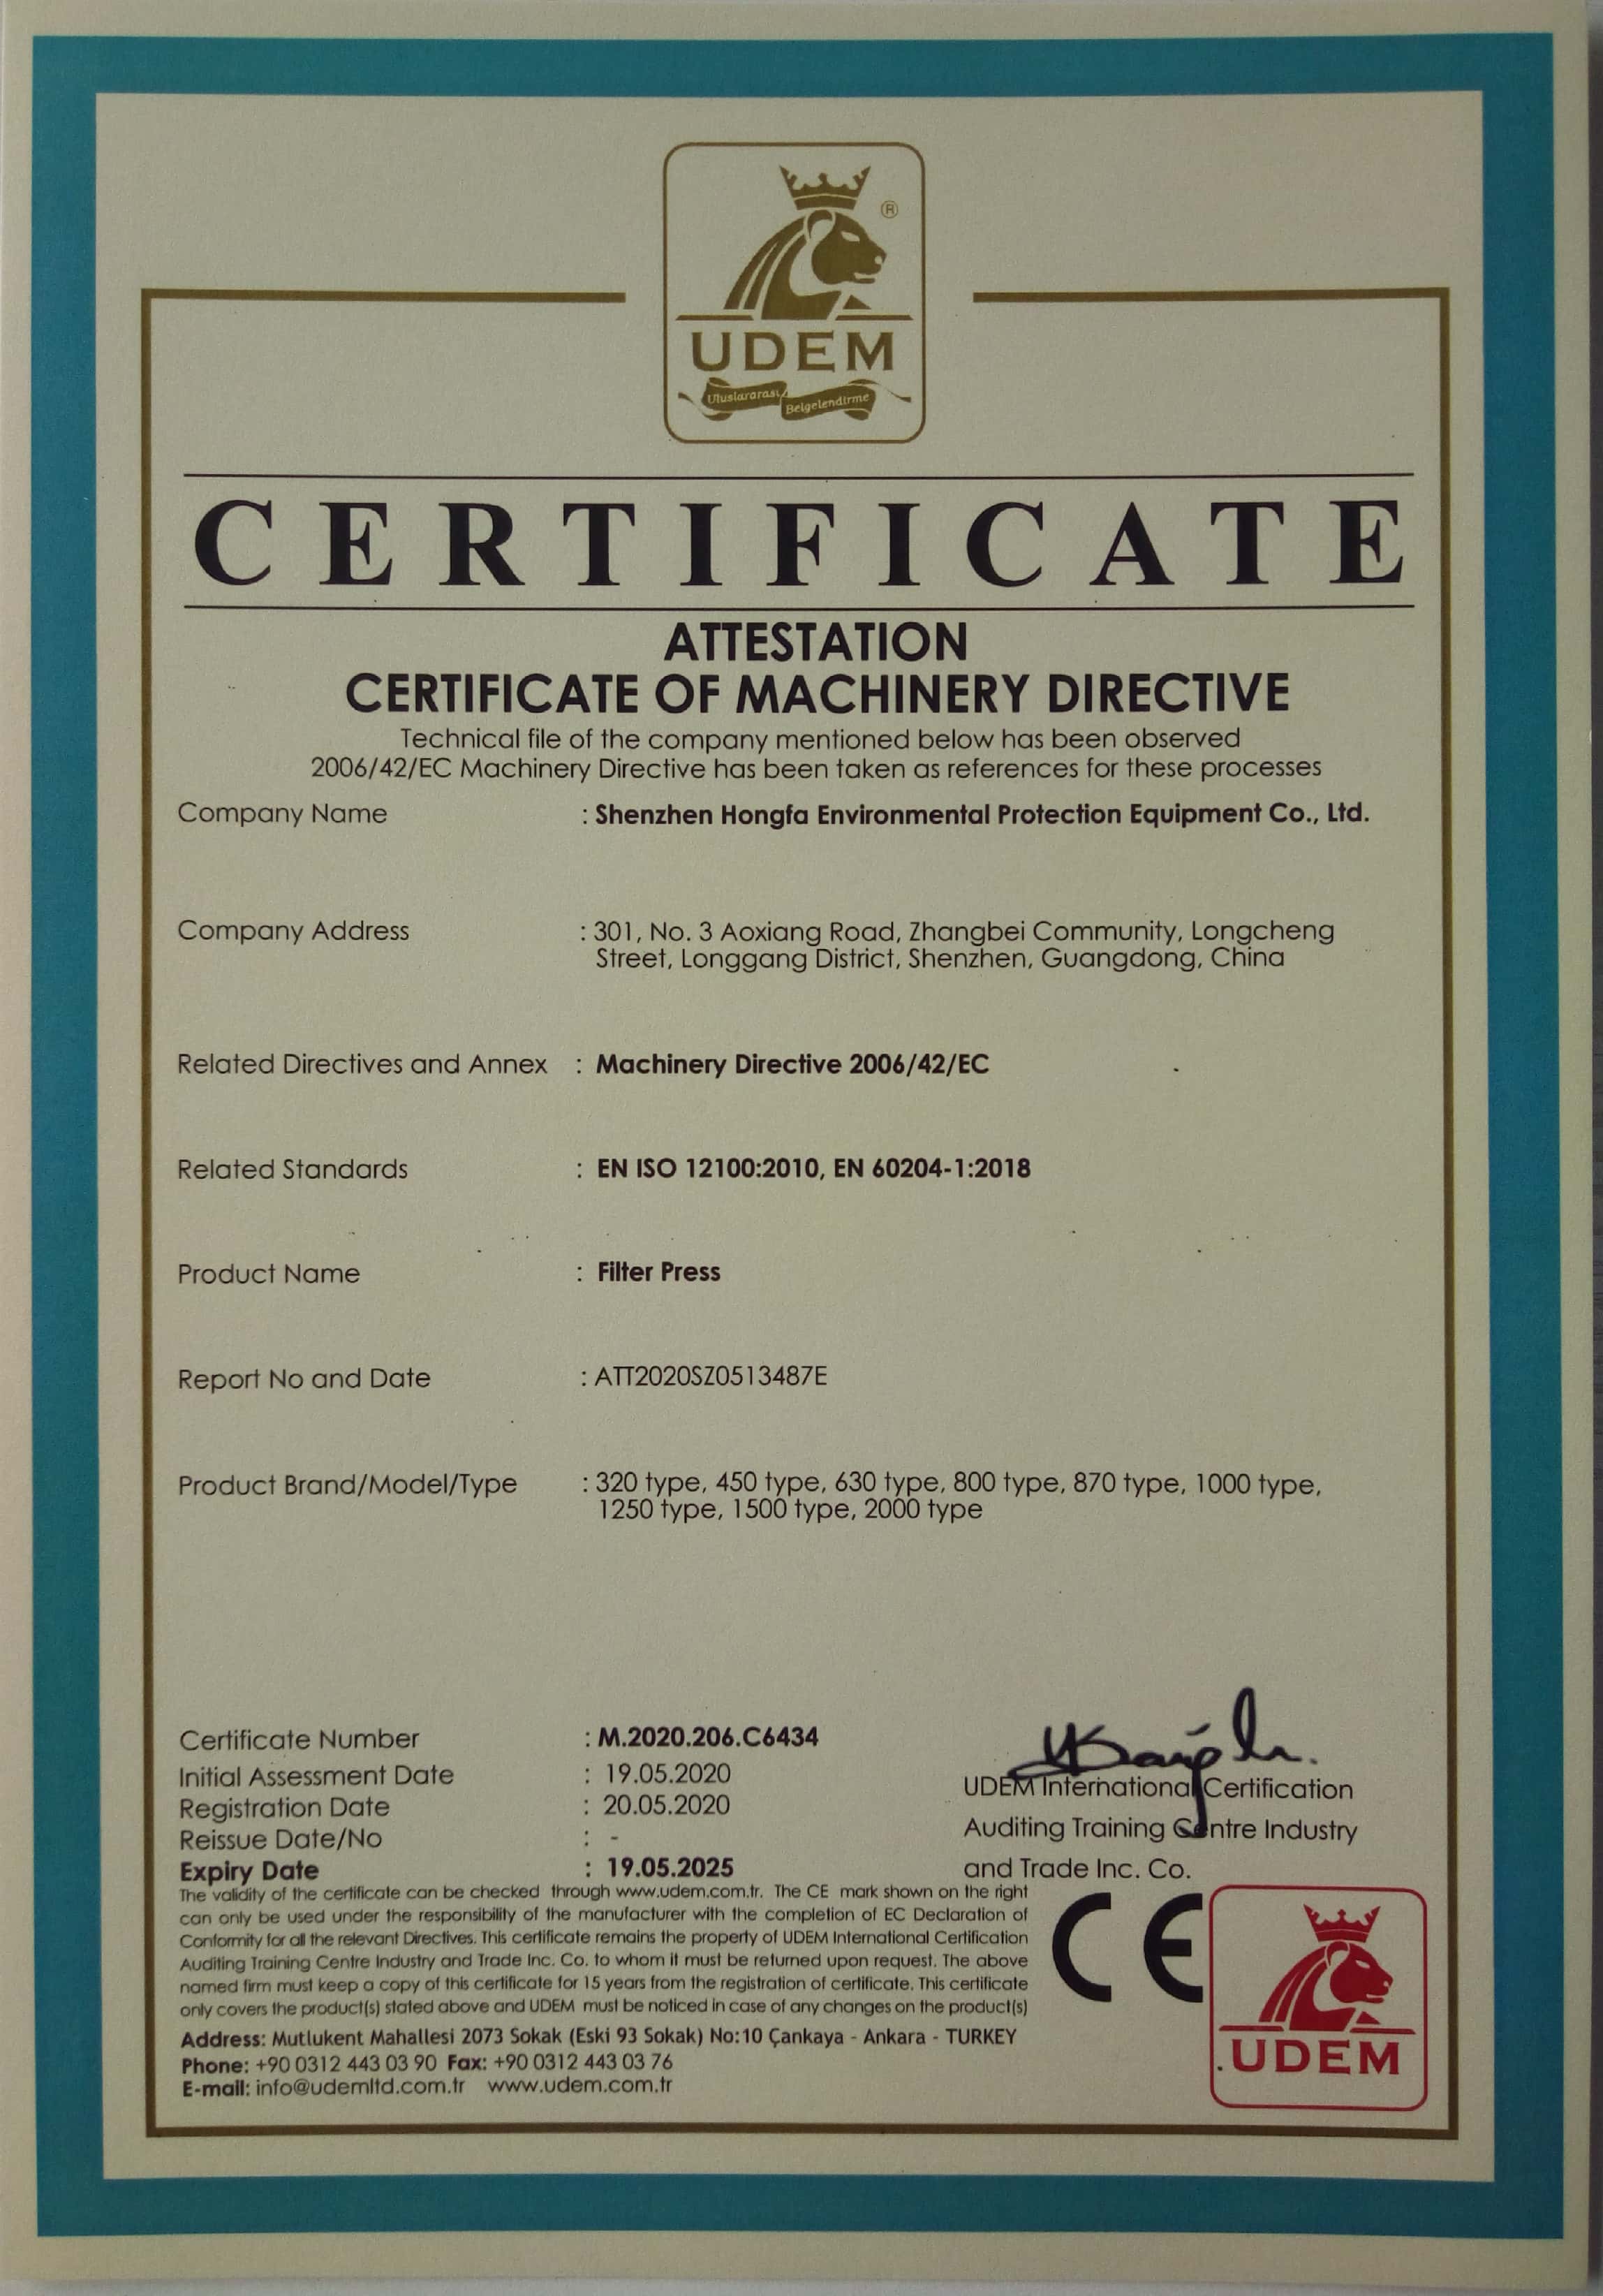 ®
UDEM
Uluslararası
Belgelendirme
CERTIFICATE
ATTESTATION
CERTIFICATE OF MACHINERY DIRECTIVE
Technical file of the company mentioned below has been observed
2006/42/EC Machinery Directive has been taken as references for these processes
Company Name : Shenzhen Hongfa Environmental Protection Equipment Co., Ltd.
Company Address : 301, No. 3 Aoxiang Road, Zhangbei Community, Longcheng
Street, Longgang District, Shenzhen, Guangdong, China
Related Directives and Annex : Machinery Directive 2006/42/EC
Related Standards : EN ISO 12100:2010, EN 60204-1:2018
Product Name : Filter Press
Report No and Date : ATT2020SZ0513487E
Product Brand/Model/Type : 320 type, 450 type, 630 type, 800 type, 870 type, 1000 type,
1250 type, 1500 type, 2000 type
Certificate Number : M.2020.206.C6434
Initial Assessment Date : 19.05.2020
Registration Date : 20.05.2020
Reissue Date/No : -
Expiry Date : 19.05.2025
UDEM International Certification
Auditing Training Centre Industry
and Trade Inc. Co.
The validity of the certificate can be checked through www.udem.com.tr. The CE mark shown on the right
can only be used under the responsibility of the manufacturer with the completion of EC Declaration of
Conformity for all the relevant Directives. This certificate remains the property of UDEM International Certification
Auditing Training Centre Industry and Trade Inc. Co. to whom it must be returned upon request. The above
named firm must keep a copy of this certificate for 15 years from the registration of certificate. This certificate
only covers the product(s) stated above and UDEM must be noticed in case of any changes on the product(s)
Address: Mutlukent Mahallesi 2073 Sokak (Eski 93 Sokak) No:10 Çankaya - Ankara - TURKEY
Phone: +90 0312 443 03 90 Fax: +90 0312 443 03 76
E-mail: info@udemltd.com.tr www.udem.com.tr
CE
UDEM